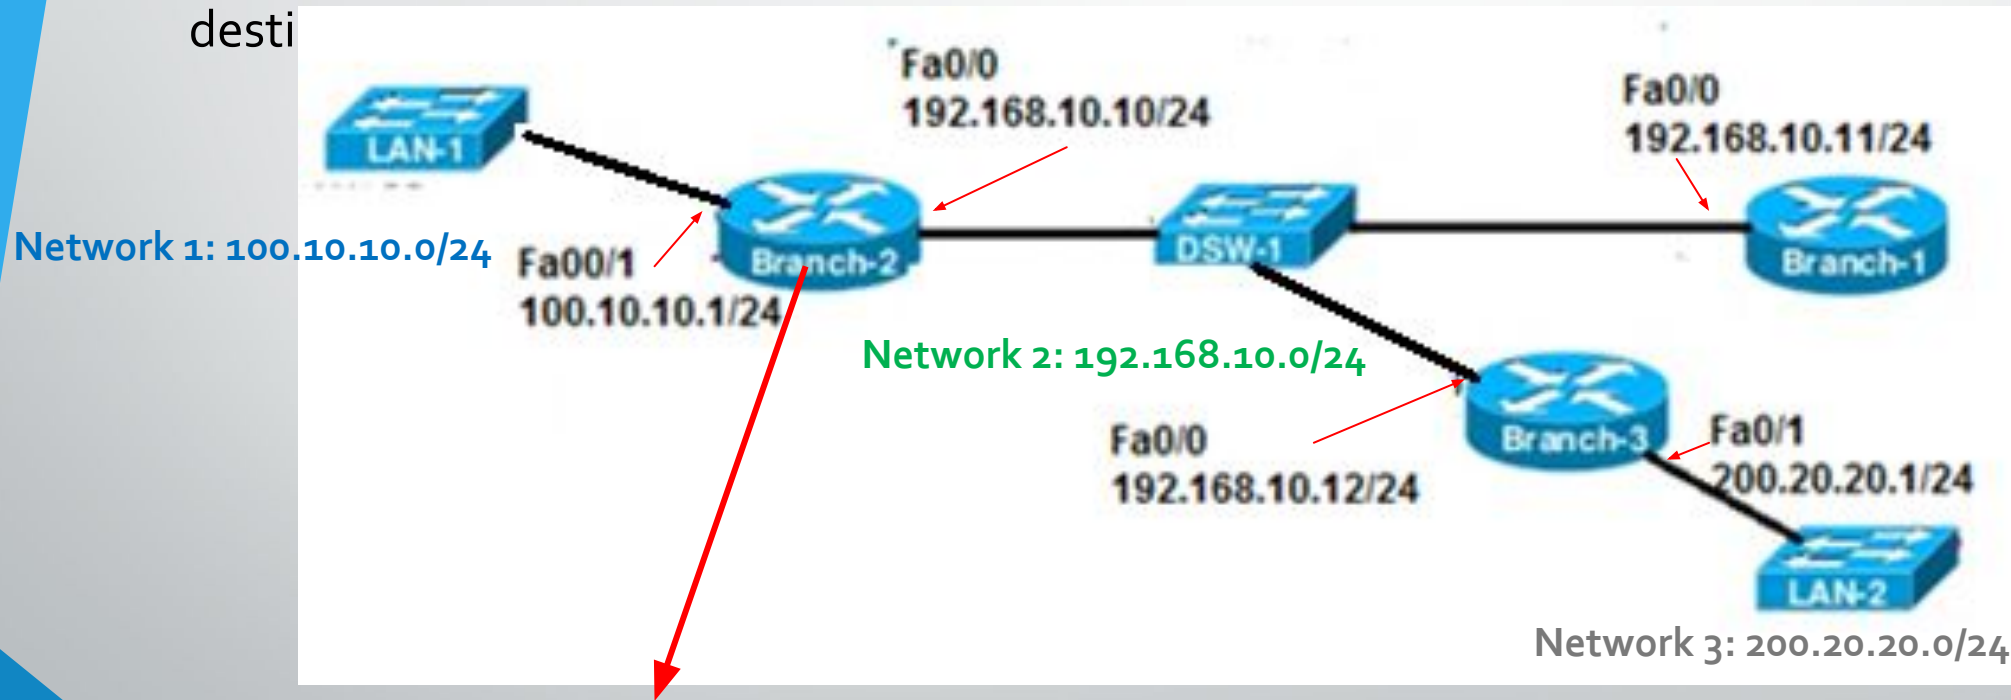 desti
Fa0/0
192.168.10.10/24
Fa0/0
192.168.10.11/24
LAN-1
Network 1: 100.10.10.0/24
Fa00/1
100.10.10.1/24
Branch-2
DSW-1
Branch-1
Network 2: 192.168.10.0/24
Fa0/0
192.168.10.12/24
Branch-3
Fa0/1
200.20.20.1/24
LAN-2
Network 3: 200.20.20.0/24